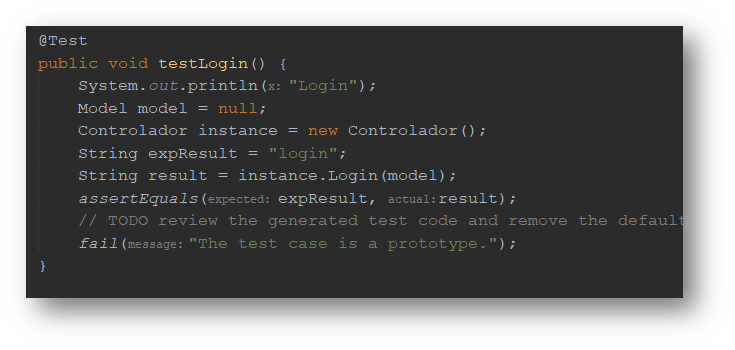 @Test
public void testLogin() {
System.out.println(x: "Login");
Model model = null;
Controlador instance = new Controlador();
String expResult = "login";
String result = instance.Login(model);
assertEquals(expected: expResult, actual: result);
// TODO review the generated test code and remove the default
fail(message: "The test case is a prototype.");
}